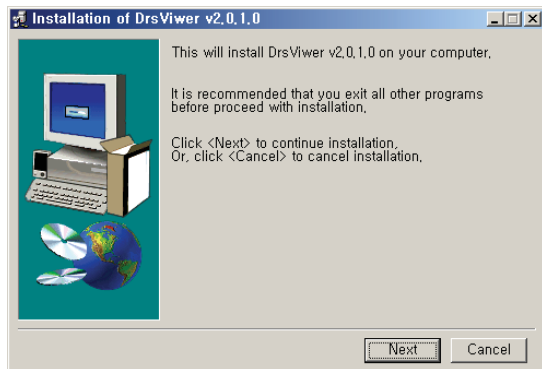 Installation of DrsViwer v2,0,1,0
This will install DrsViwer v2,0,1,0 on your computer,
It is recommended that you exit all other programs
before proceed with installation,
Click <Next> to continue installation,
Or, click <Cancel> to cancel installation,
Next
Cancel